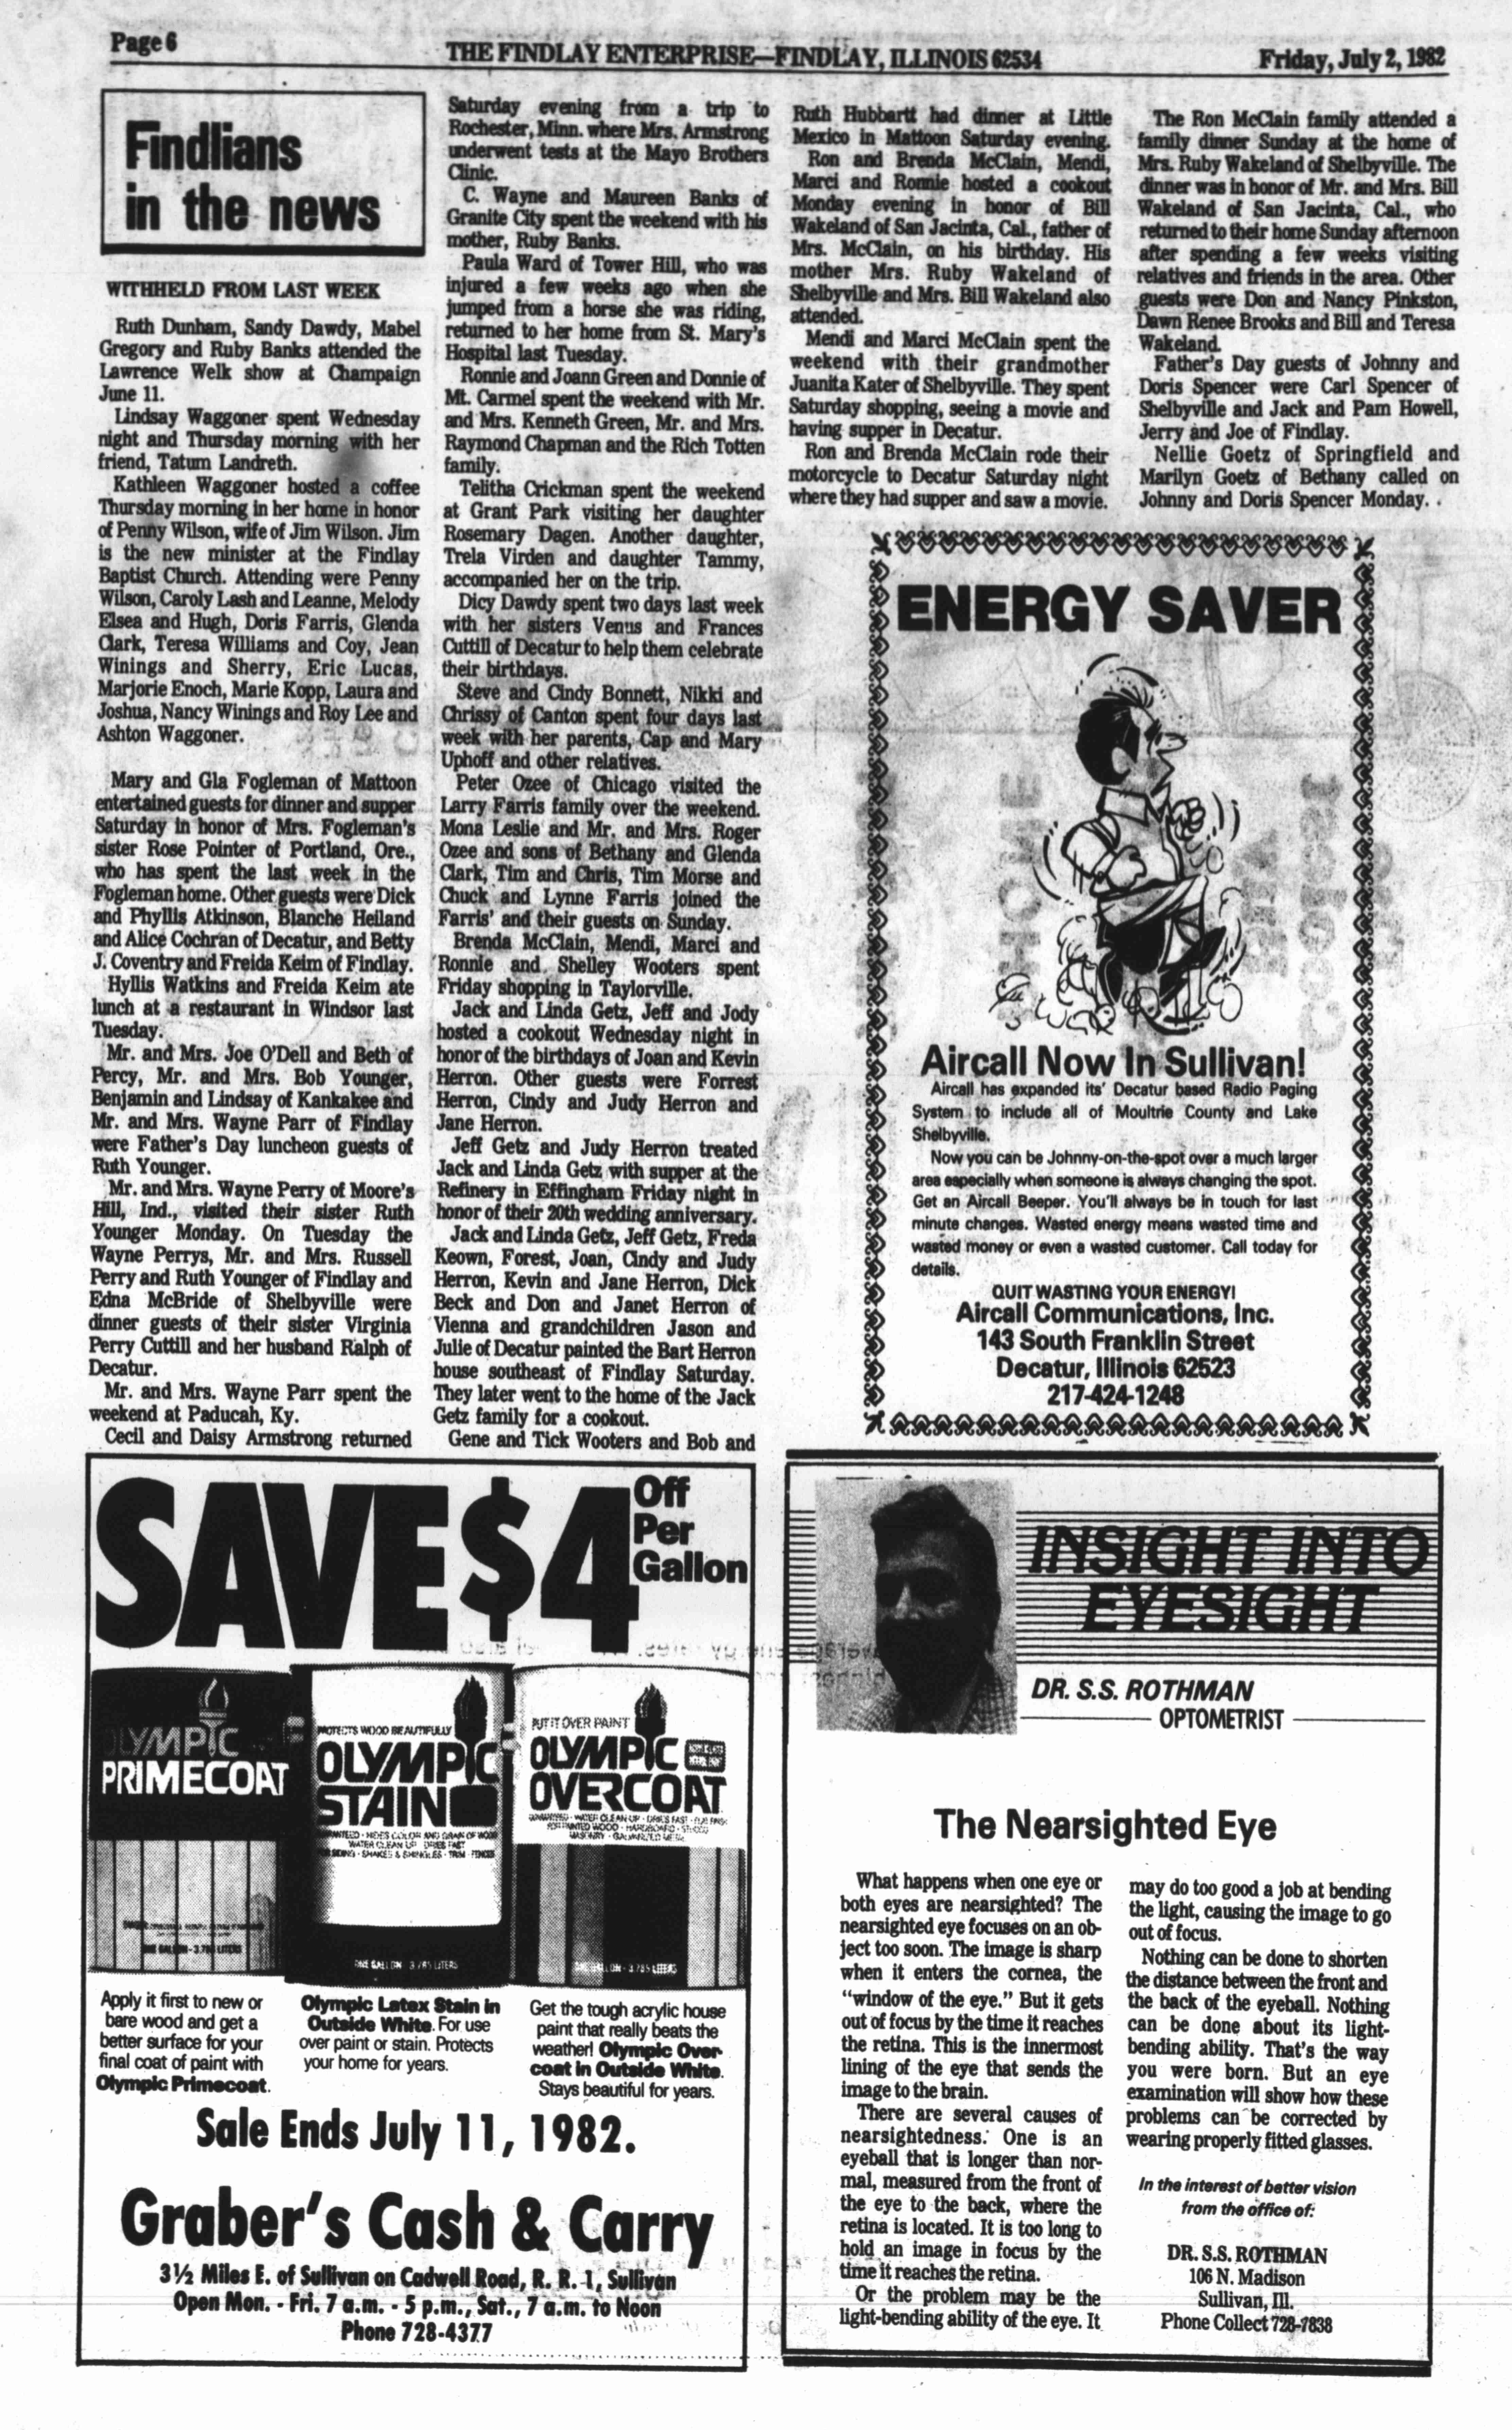 Page 6
THE FINDLAY ENTERPRISE—FINDLAY, ILLINOIS 62534
Friday, July 2, 1982
Findlians
in the news
WITHHELD FROM LAST WEEK
Ruth Dunham, Sandy Dawdy, Mabel
Gregory and Ruby Banks attended the
Lawrence Welk show at Champaign
June 11.
Lindsay Waggoner spent Wednesday
night and Thursday morning with her
friend, Tatum Landreth.
Kathleen Waggoner hosted a coffee
Thursday morning in her home in honor
of Penny Wilson, wife of Jim Wilson. Jim
is the new minister at the Findlay
Baptist Church. Attending were Penny
Wilson, Caroly Lash and Leanne, Melody
Elsea and Hugh, Doris Farris, Glenda
Clark, Teresa Williams and Coy, Jean
Winings and Sherry, Eric Lucas,
Marjorie Enoch, Marie Kopp, Laura and
Joshua, Nancy Winings and Roy Lee and
Ashton Waggoner.
Mary and Gla Fogleman of Mattoon
entertained guests for dinner and supper
Saturday in honor of Mrs. Fogleman's
sister Rose Pointer of Portland, Ore.,
who has spent the last week in the
Fogleman home. Other guests were Dick
and Phyllis Atkinson, Blanche Heiland
and Alice Cochran of Decatur, and Betty
J. Coventry and Freida Keim of Findlay.
Hyllis Watkins and Freida Keim ate
lunch at a restaurant in Windsor last
Tuesday.
Mr. and Mrs. Joe O'Dell and Beth of
Percy, Mr. and Mrs. Bob Younger,
Benjamin and Lindsay of Kankakee and
Mr. and Mrs. Wayne Parr of Findlay
were Father's Day luncheon guests of
Ruth Younger.
Mr. and Mrs. Wayne Perry of Moore's
Hill, Ind., visited their sister Ruth
Younger Monday. On Tuesday the
Wayne Perrys, Mr. and Mrs. Russell
Perry and Ruth Younger of Findlay and
Edna McBride of Shelbyville were
dinner guests of their sister Virginia
Perry Cuttill and her husband Ralph of
Decatur.
Mr. and Mrs. Wayne Parr spent the
weekend at Paducah, Ky.
Cecil and Daisy Armstrong returned
Saturday evening from a trip to
Rochester, Minn. where Mrs. Armstrong
underwent tests at the Mayo Brothers
Clinic.
C. Wayne and Maureen Banks of
Granite City spent the weekend with his
mother, Ruby Banks.
Paula Ward of Tower Hill, who was
injured a few weeks ago when she
jumped from a horse she was riding,
returned to her home from St. Mary's
Hospital last Tuesday.
Ronnie and Joann Green and Donnie of
Mt. Carmel spent the weekend with Mr.
and Mrs. Kenneth Green, Mr. and Mrs.
Raymond Chapman and the Rich Totten
family.
Telitha Crickman spent the weekend
at Grant Park visiting her daughter
Rosemary Dagen. Another daughter,
Trela Virden and daughter Tammy,
accompanied her on the trip.
Dicy Dawdy spent two days last week
with her sisters Venus and Frances
Cuttill of Decatur to help them celebrate
their birthdays.
Steve and Cindy Bonnett, Nikki and
Chrissy of Canton spent four days last
week with her parents, Cap and Mary
Uphoff and other relatives.
Peter Ozee of Chicago visited the
Larry Farris family over the weekend.
Mona Leslie and Mr. and Mrs. Roger
Ozee and sons of Bethany and Glenda
Clark, Tim and Chris, Tim Morse and
Chuck and Lynne Farris joined the
Farris' and their guests on Sunday.
Brenda McClain, Mendi, Marci and
Ronnie and Shelley Wooters spent
Friday shopping in Taylorville.
Jack and Linda Getz, Jeff and Jody
hosted a cookout Wednesday night in
honor of the birthdays of Joan and Kevin
Herron. Other guests were Forrest
Herron, Cindy and Judy Herron and
Jane Herron.
Jeff Getz and Judy Herron treated
Jack and Linda Getz with supper at the
Refinery in Effingham Friday night in
honor of their 20th wedding anniversary.
Jack and Linda Getz, Jeff Getz, Freda
Keown, Forest, Joan, Cindy and Judy
Herron, Kevin and Jane Herron, Dick
Beck and Don and Janet Herron of
Vienna and grandchildren Jason and
Julie of Decatur painted the Bart Herron
house southeast of Findlay Saturday.
They later went to the home of the Jack
Getz family for a cookout.
Gene and Tick Wooters and Bob and
Ruth Hubbartt had dinner at Little
Mexico in Mattoon Saturday evening.
Ron and Brenda McClain, Mendi,
Marci and Ronnie hosted a cookout
Monday evening in honor of Bill
Wakeland of San Jacinta, Cal., father of
Mrs. McClain, on his birthday. His
mother Mrs. Ruby Wakeland of
Shelbyville and Mrs. Bill Wakeland also
attended.
Mendi and Marci McClain spent the
weekend with their grandmother
Juanita Kater of Shelbyville. They spent
Saturday shopping, seeing a movie and
having supper in Decatur.
Ron and Brenda McClain rode their
motorcycle to Decatur Saturday night
where they had supper and saw a movie.
The Ron McClain family attended a
family dinner Sunday at the home of
Mrs. Ruby Wakeland of Shelbyville. The
dinner was in honor of Mr. and Mrs. Bill
Wakeland of San Jacinta, Cal., who
returned to their home Sunday afternoon
after spending a few weeks visiting
relatives and friends in the area. Other
guests were Don and Nancy Pinkston,
Dawn Renee Brooks and Bill and Teresa
Wakeland.
Father's Day guests of Johnny and
Doris Spencer were Carl Spencer of
Shelbyville and Jack and Pam Howell,
Jerry and Joe of Findlay.
Nellie Goetz of Springfield and
Marilyn Goetz of Bethany called on
Johnny and Doris Spencer Monday.
ENERGY SAVER
Aircall Now In Sullivan!
Aircall has expanded its' Decatur based Radio Paging
System to include all of Moultrie County and Lake
Shelbyville.
Now you can be Johnny-on-the-spot over a much larger
area especially when someone is always changing the spot.
Get an Aircall Beeper. You'll always be in touch for last
minute changes. Wasted energy means wasted time and
wasted money or even a wasted customer. Call today for
details.
QUIT WASTING YOUR ENERGY!
Aircall Communications, Inc.
143 South Franklin Street
Decatur, Illinois 62523
217-424-1248
SAVE $4
Off
Per
Gallon
OLYMPIC
PRIMECOAT
ONE GALLON - 3.785 LITERS
PROTECTS WOOD BEAUTIFULLY
OLYMPIC
STAIN
GUARANTEED - HIDES COLOR AND GRAIN OF WOOD
WATER CLEAN UP DRIES FAST
SIDING - SHAKES & SHINGLES - TRIM - FENCES
ONE GALLON 3.785 LITERS
PUT IT OVER PAINT
OLYMPIC
OVERCOAT
ONE GALLON - 3.785 LITERS
Apply it first to new or
bare wood and get a
better surface for your
final coat of paint with
Olympic Primecoat.
Olympic Latex Stain in
Outside White. For use
over paint or stain. Protects
your home for years.
Get the tough acrylic house
paint that really beats the
weather! Olympic Over-
coat in Outside White.
Stays beautiful for years.
Sale Ends July 11, 1982.
Graber's Cash & Carry
3½ Miles E. of Sullivan on Cadwell Road, R. R. 1, Sullivan
Open Mon. - Fri. 7 a.m. - 5 p.m., Sat., 7 a.m. to Noon
Phone 728-4377
INSIGHT INTO
EYESIGHT
DR. S.S. ROTHMAN
OPTOMETRIST
The Nearsighted Eye
What happens when one eye or
both eyes are nearsighted? The
nearsighted eye focuses on an ob-
ject too soon. The image is sharp
when it enters the cornea, the
"window of the eye." But it gets
out of focus by the time it reaches
the retina. This is the innermost
lining of the eye that sends the
image to the brain.
There are several causes of
nearsightedness. One is an
eyeball that is longer than nor-
mal, measured from the front of
the eye to the back, where the
retina is located. It is too long to
hold an image in focus by the
time it reaches the retina.
Or the problem may be the
light-bending ability of the eye. It
may do too good a job at bending
the light, causing the image to go
out of focus.
Nothing can be done to shorten
the distance between the front and
the back of the eyeball. Nothing
can be done about its light-
bending ability. That's the way
you were born. But an eye
examination will show how these
problems can be corrected by
wearing properly fitted glasses.
In the interest of better vision
from the office of:
DR. S.S. ROTHMAN
106 N. Madison
Sullivan, Ill.
Phone Collect 728-7838